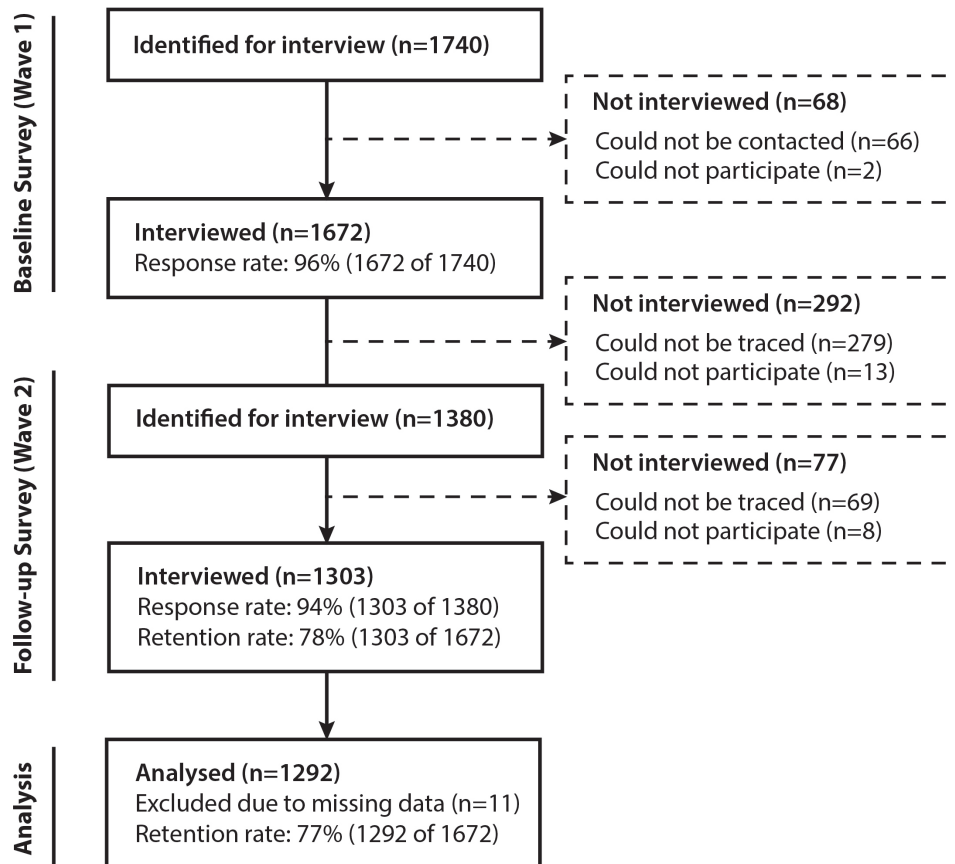 Baseline Survey (Wave 1)
Identified for interview (n=1740)
Not interviewed (n=68)
Could not be contacted (n=66)
Could not participate (n=2)
Interviewed (n=1672)
Response rate: 96% (1672 of 1740)
Not interviewed (n=292)
Could not be traced (n=279)
Could not participate (n=13)
Follow-up Survey (Wave 2)
Identified for interview (n=1380)
Not interviewed (n=77)
Could not be traced (n=69)
Could not participate (n=8)
Interviewed (n=1303)
Response rate: 94% (1303 of 1380)
Retention rate: 78% (1303 of 1672)
Analysis
Analysed (n=1292)
Excluded due to missing data (n=11)
Retention rate: 77% (1292 of 1672)